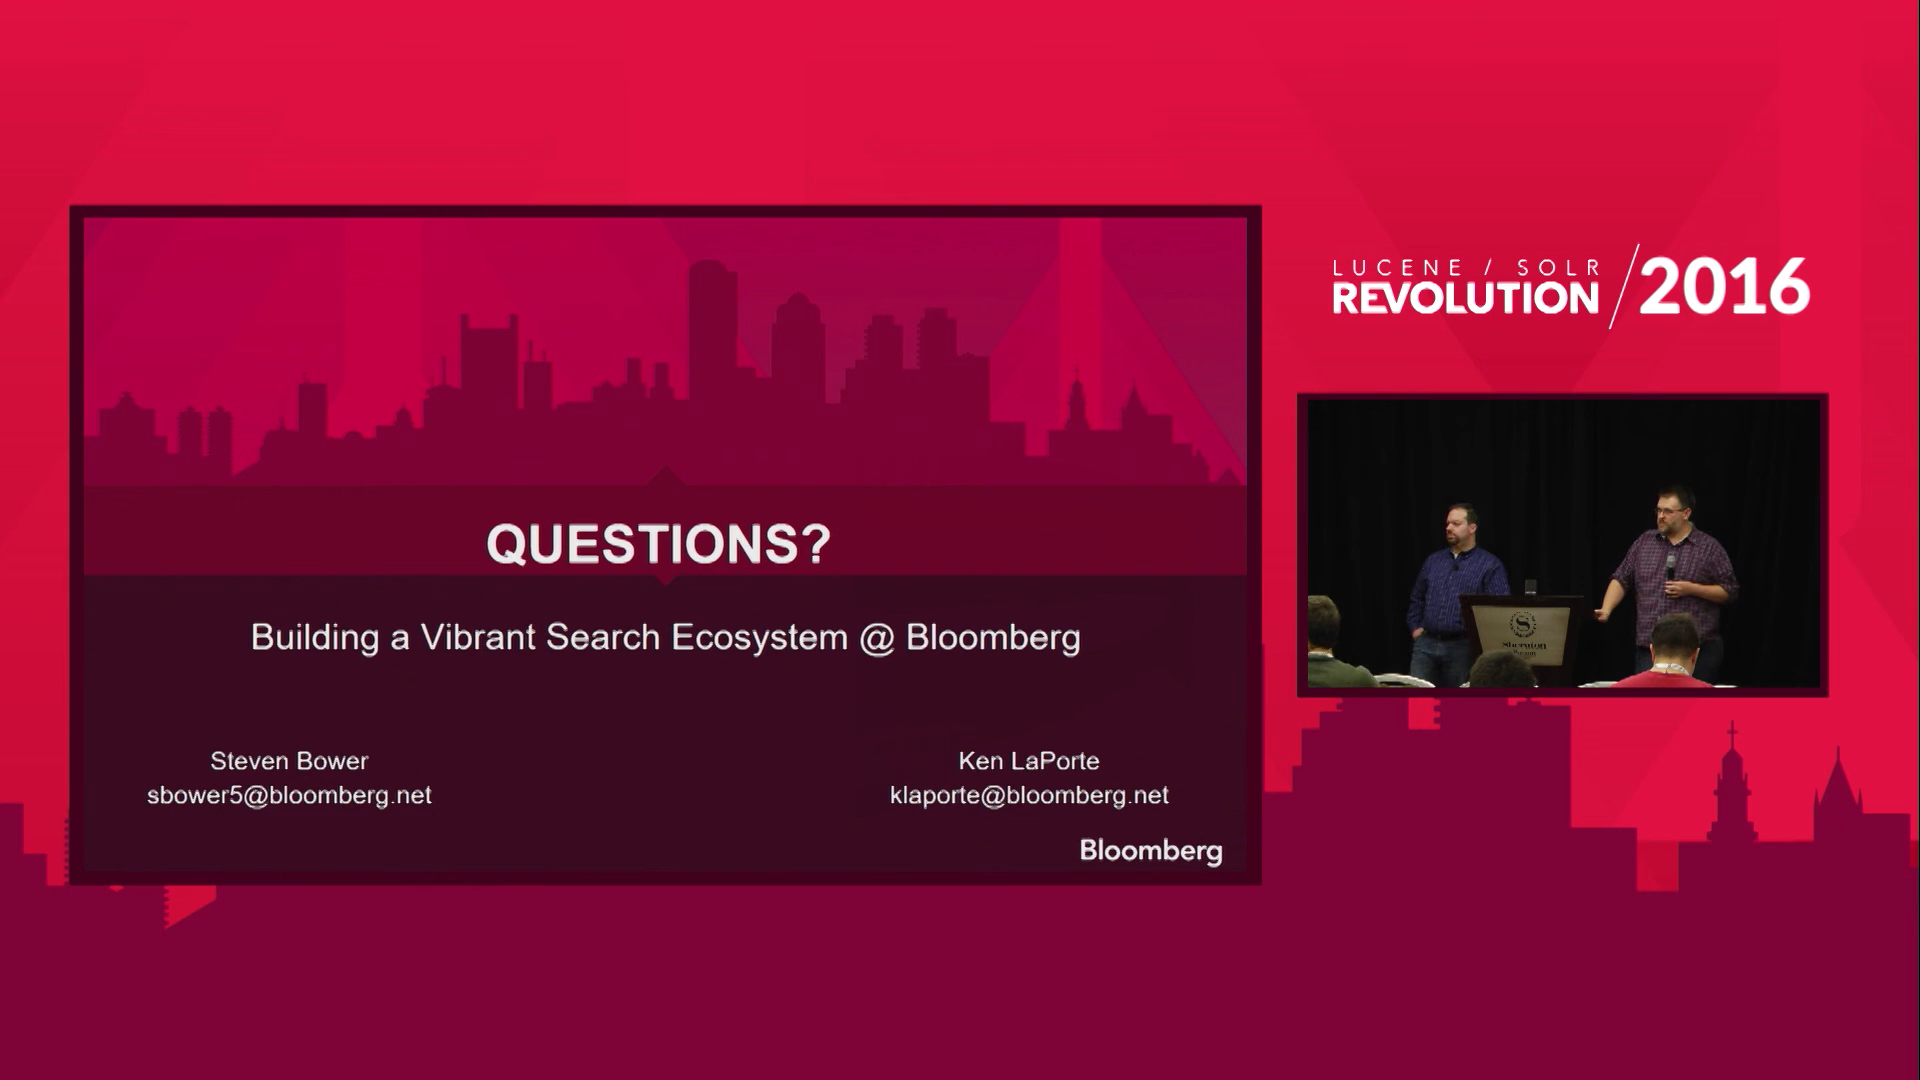 LUCENE / SOLR
REVOLUTION
2016
QUESTIONS?
Building a Vibrant Search Ecosystem @ Bloomberg
Steven Bower
sbower5@bloomberg.net
Ken LaPorte
klaporte@bloomberg.net
Bloomberg
S
Sheraton